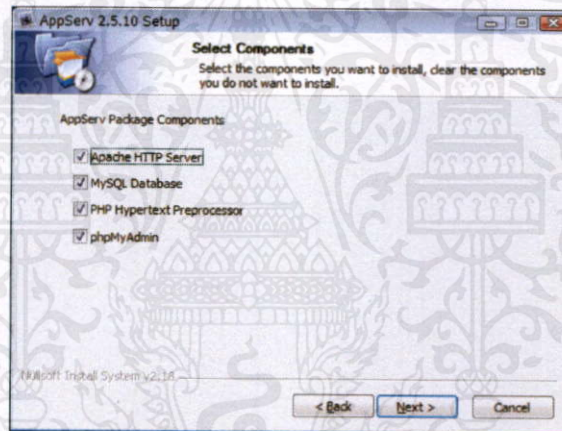 AppServ 2.5.10 Setup
Select Components
Select the components you want to install, clear the components
you do not want to install.
AppServ Package Components
Apache HTTP Server
MySQL Database
PHP Hypertext Preprocessor
phpMyAdmin
Nullsoft Install System v2.18
< Back
Next >
Cancel